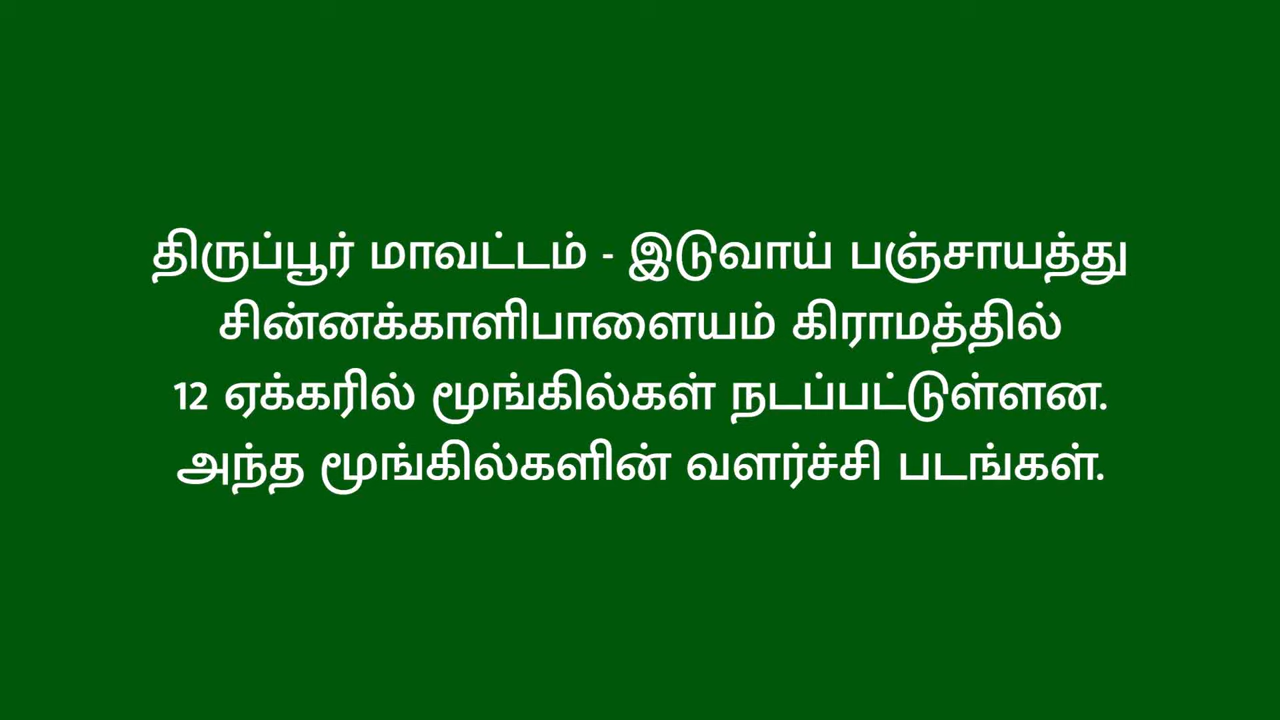 திருப்பூர் மாவட்டம் - இடுவாய் பஞ்சாயத்து
சின்னக்காளிபாளையம் கிராமத்தில்
12 ஏக்கரில் மூங்கில்கள் நடப்பட்டுள்ளன.
அந்த மூங்கில்களின் வளர்ச்சி படங்கள்.